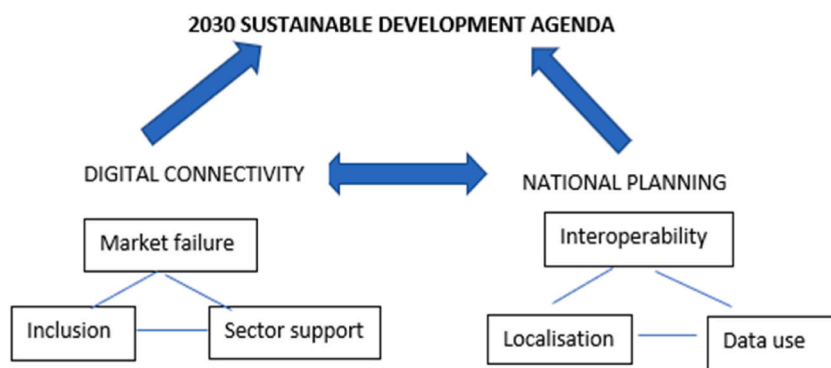 2030 SUSTAINABLE DEVELOPMENT AGENDA
DIGITAL CONNECTIVITY
NATIONAL PLANNING
Market failure
Inclusion
Sector support
Interoperability
Localisation
Data use